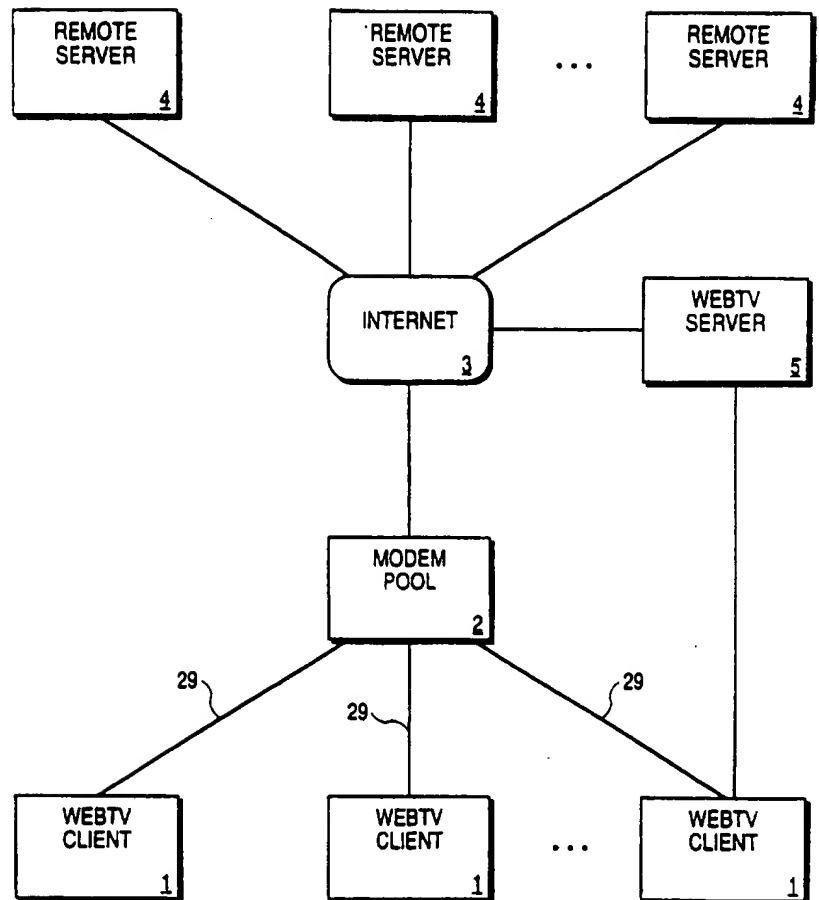 REMOTE
SERVER
4
REMOTE
SERVER
4
...
REMOTE
SERVER
4
INTERNET
3
WEBTV
SERVER
5
MODEM
POOL
2
29
29
29
WEBTV
CLIENT
1
WEBTV
CLIENT
1
...
WEBTV
CLIENT
1